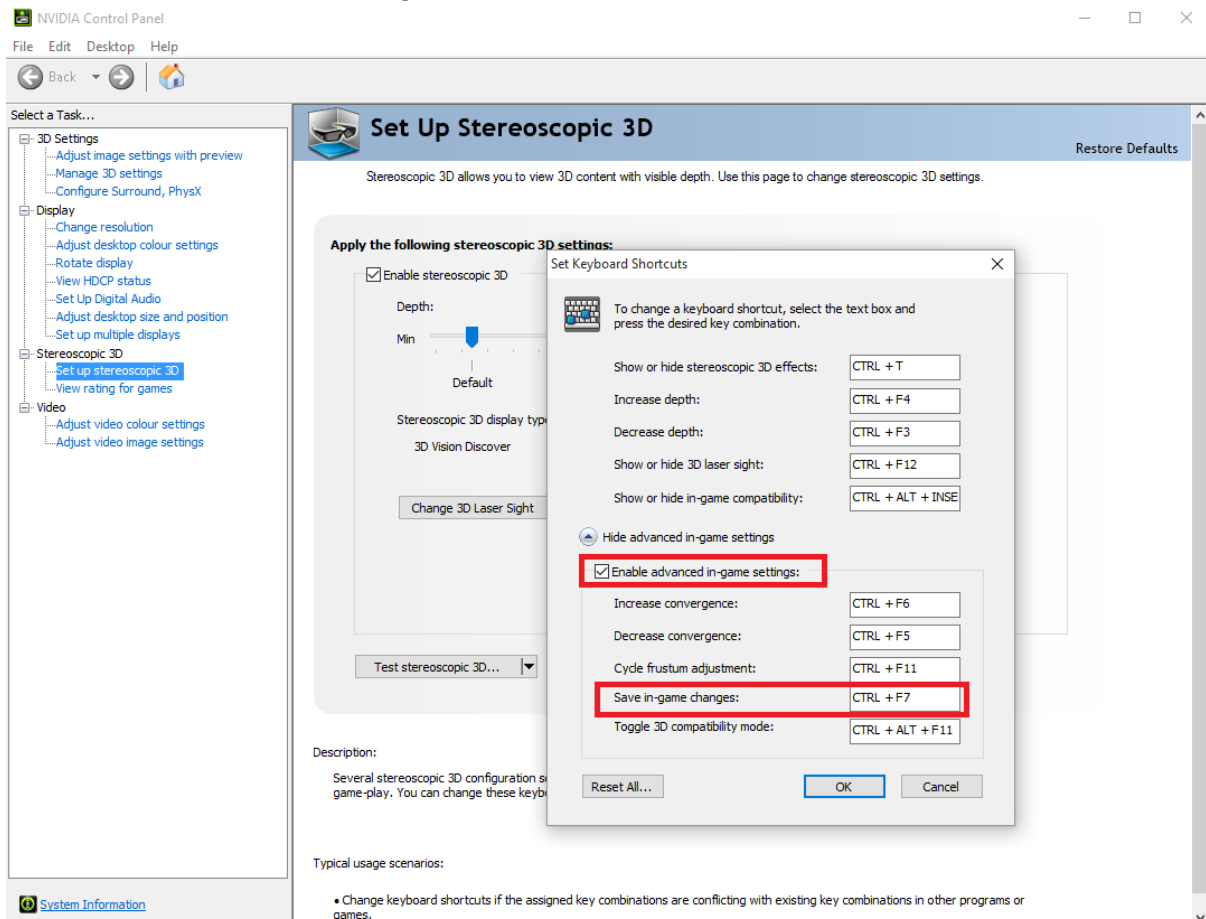 NVIDIA Control Panel
File Edit Desktop Help
Back
Select a Task...
3D Settings
Adjust image settings with preview
Manage 3D settings
Configure Surround, PhysX
Display
Change resolution
Adjust desktop colour settings
Rotate display
View HDCP status
Set Up Digital Audio
Adjust desktop size and position
Set up multiple displays
Stereoscopic 3D
Set up stereoscopic 3D
View rating for games
Video
Adjust video colour settings
Adjust video image settings
System Information
Set Up Stereoscopic 3D
Restore Defaults
Stereoscopic 3D allows you to view 3D content with visible depth. Use this page to change stereoscopic 3D settings.
Apply the following stereoscopic 3D settings:
Enable stereoscopic 3D
Depth:
Min
Default
Stereoscopic 3D display typ
3D Vision Discover
Change 3D Laser Sight
Test stereoscopic 3D...
Description:
Several stereoscopic 3D configuration s
game-play. You can change these keyb
Typical usage scenarios:
• Change keyboard shortcuts if the assigned key combinations are conflicting with existing key combinations in other programs or
games.
Set Keyboard Shortcuts
To change a keyboard shortcut, select the text box and
press the desired key combination.
Show or hide stereoscopic 3D effects: CTRL + T
Increase depth: CTRL + F4
Decrease depth: CTRL + F3
Show or hide 3D laser sight: CTRL + F12
Show or hide in-game compatibility: CTRL + ALT + INSE
Hide advanced in-game settings
Enable advanced in-game settings:
Increase convergence: CTRL + F6
Decrease convergence: CTRL + F5
Cycle frustum adjustment: CTRL + F11
Save in-game changes: CTRL + F7
Toggle 3D compatibility mode: CTRL + ALT + F11
Reset All... OK Cancel